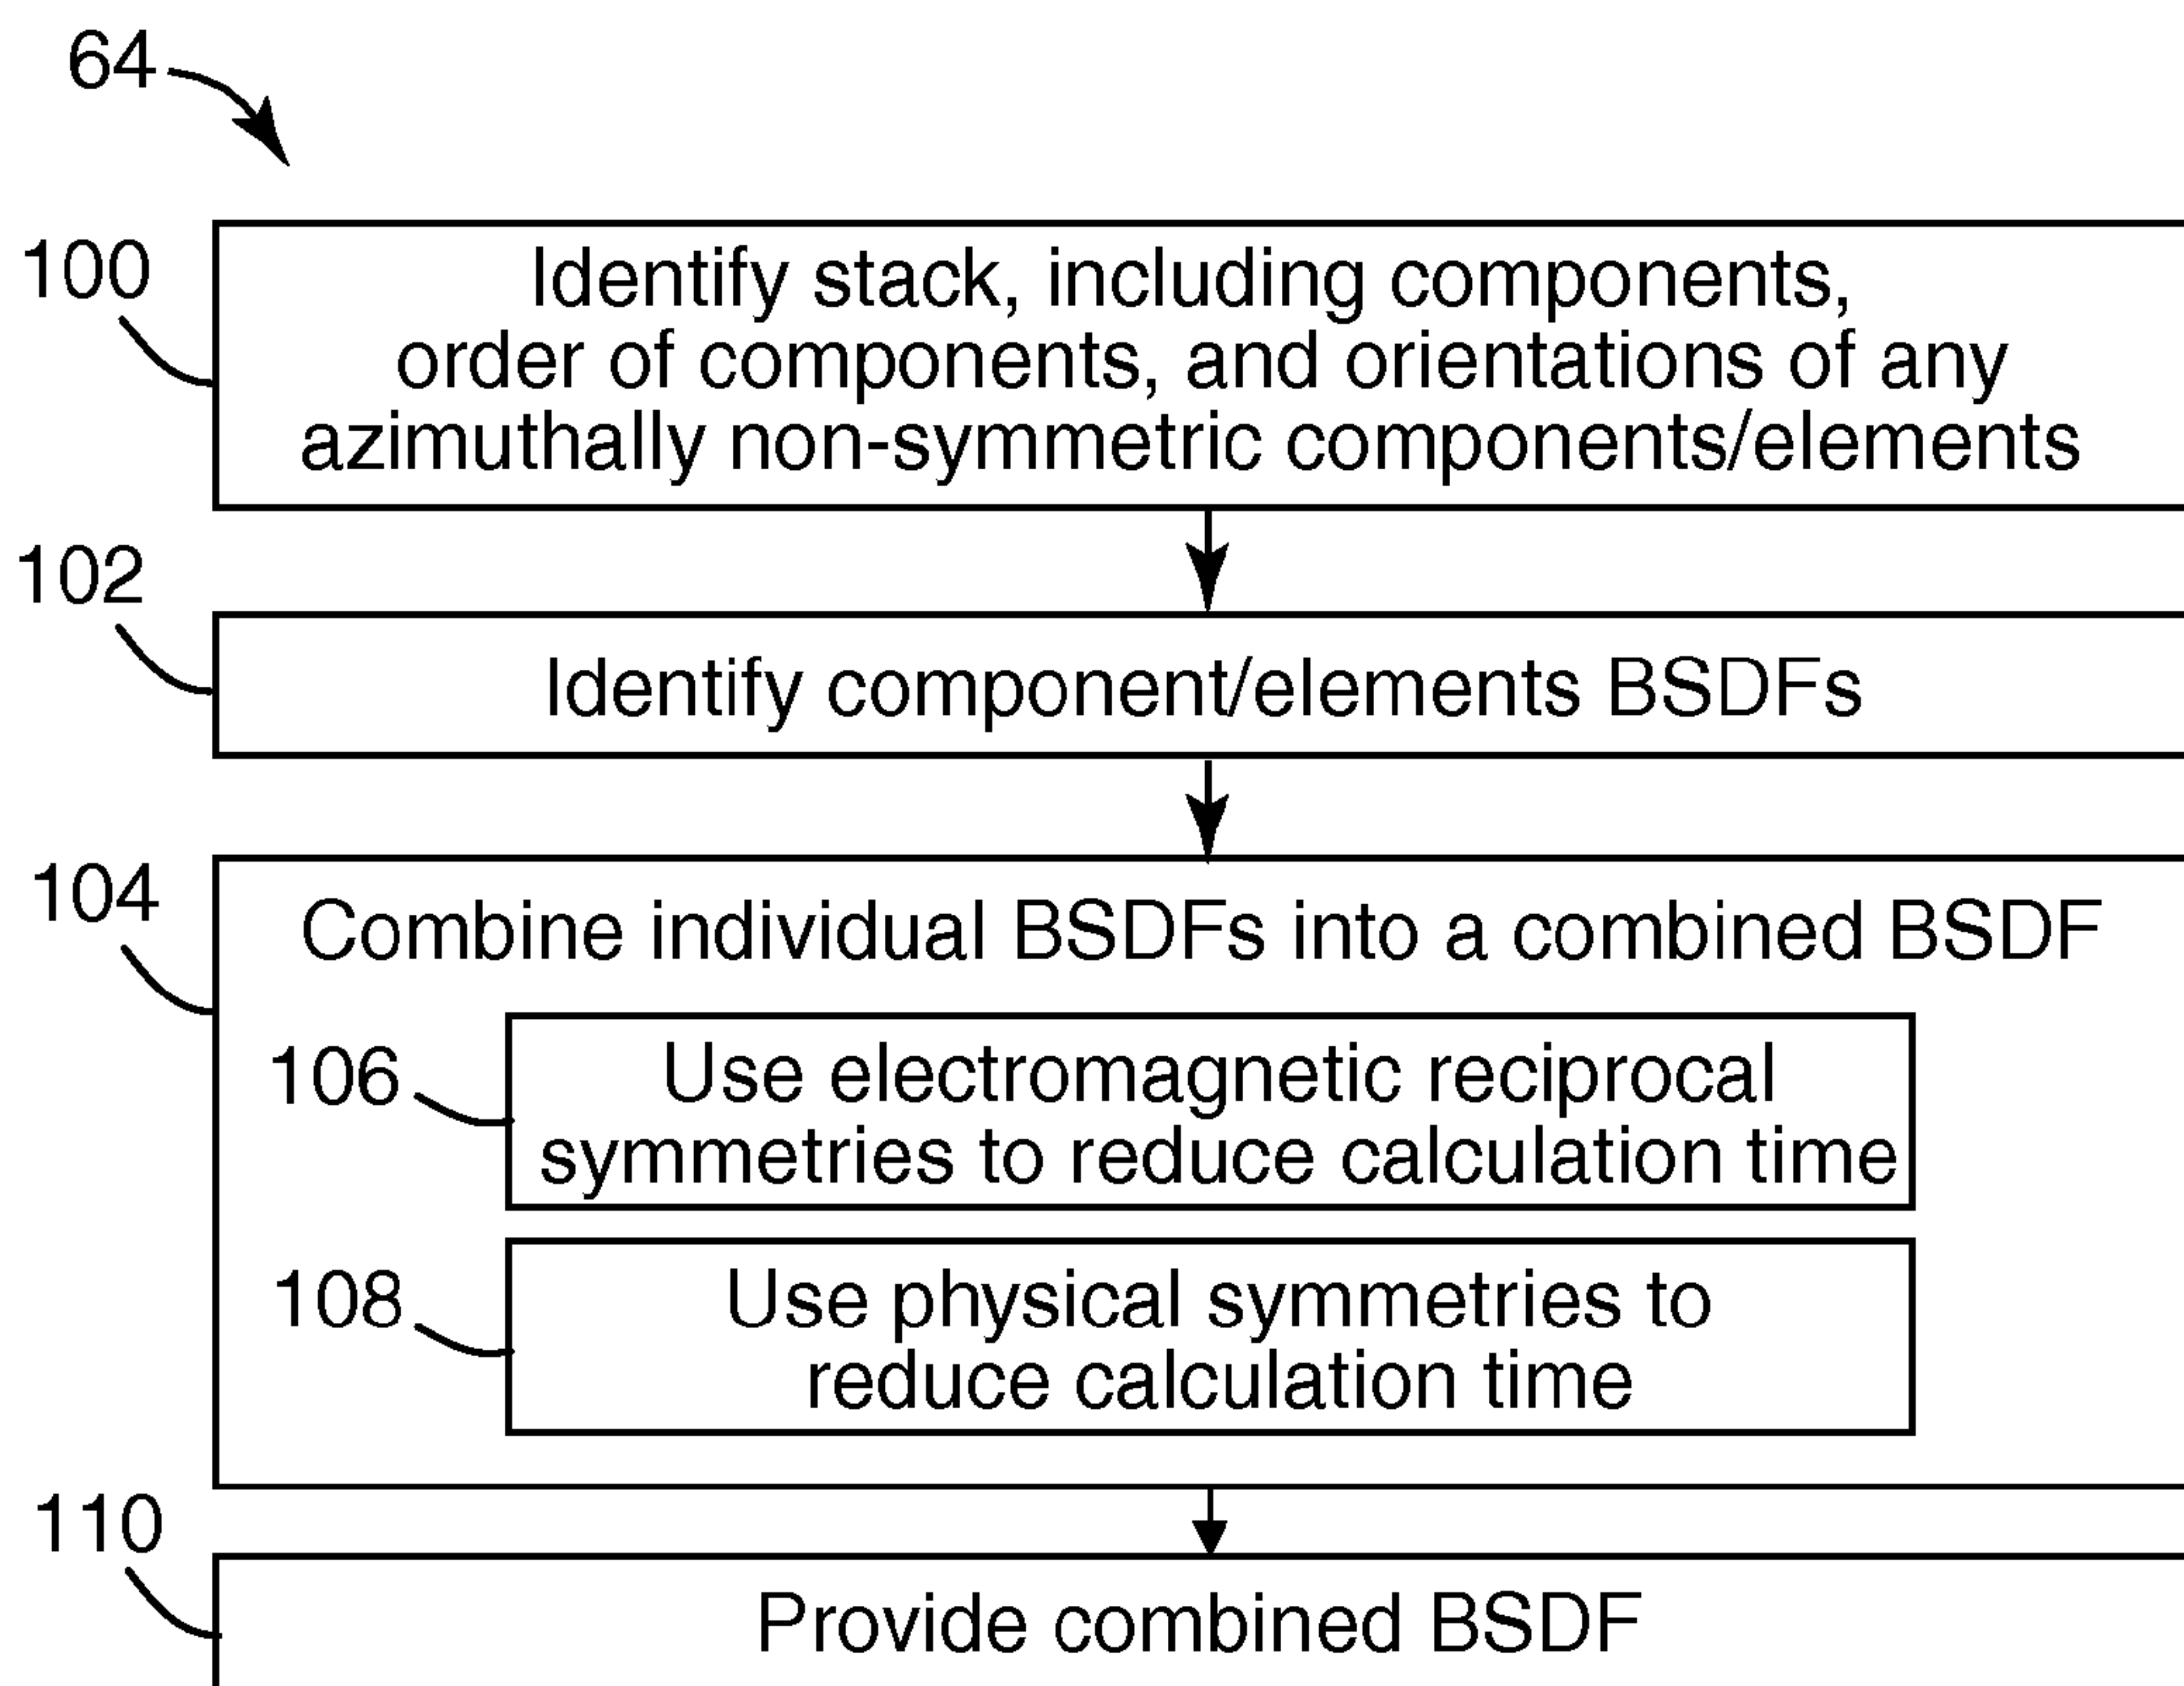 64
100
Identify stack, including components,
order of components, and orientations of any
azimuthally non-symmetric components/elements
102
Identify component/elements BSDFs
104
Combine individual BSDFs into a combined BSDF
106
Use electromagnetic reciprocal
symmetries to reduce calculation time
108
Use physical symmetries to
reduce calculation time
110
Provide combined BSDF